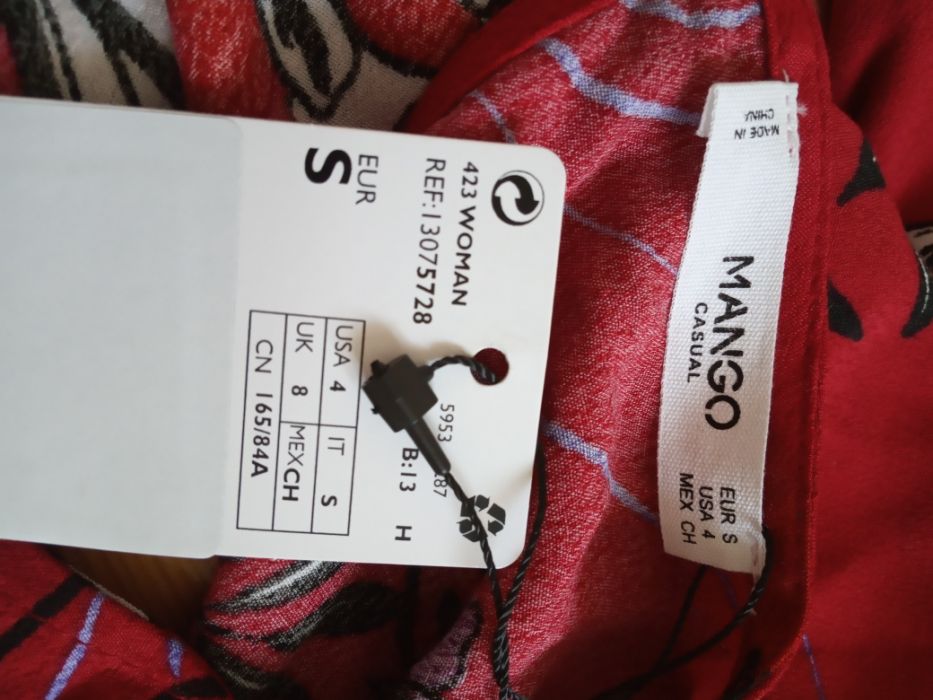 423 WOMAN
REF:13075728
EUR
S
5953
87
B:13 H
USA 4 IT S
UK 8 MEX CH
CN 165/84A
MADE IN
CHINA
MANGO
CASUAL
EUR S
USA 4
MEX CH